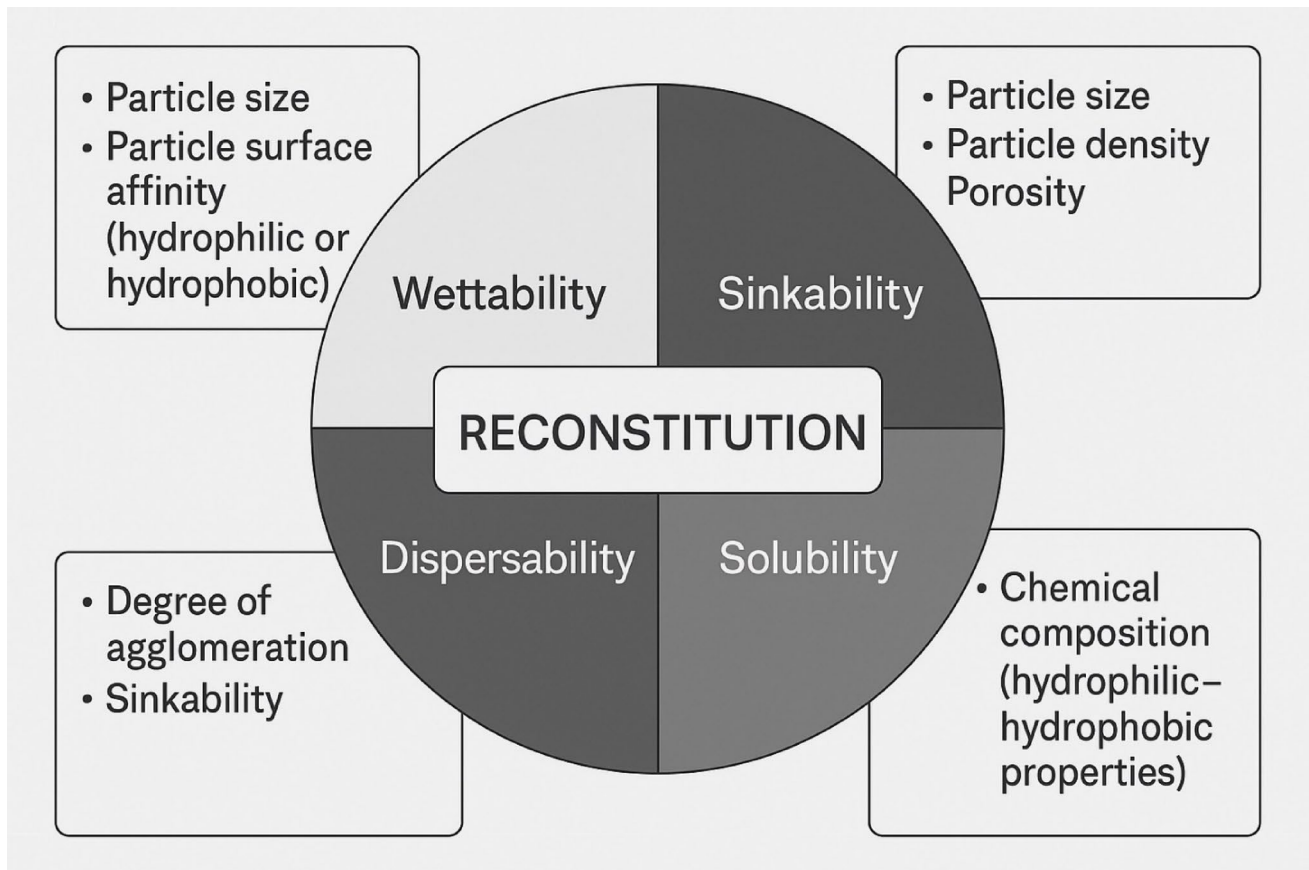 • Particle size
• Particle surface
affinity
(hydrophilic or
hydrophobic)
• Particle size
• Particle density
Porosity
Wettability
Sinkability
RECONSTITUTION
Dispersability
Solubility
• Degree of
agglomeration
• Sinkability
• Chemical
composition
(hydrophilic–
hydrophobic
properties)